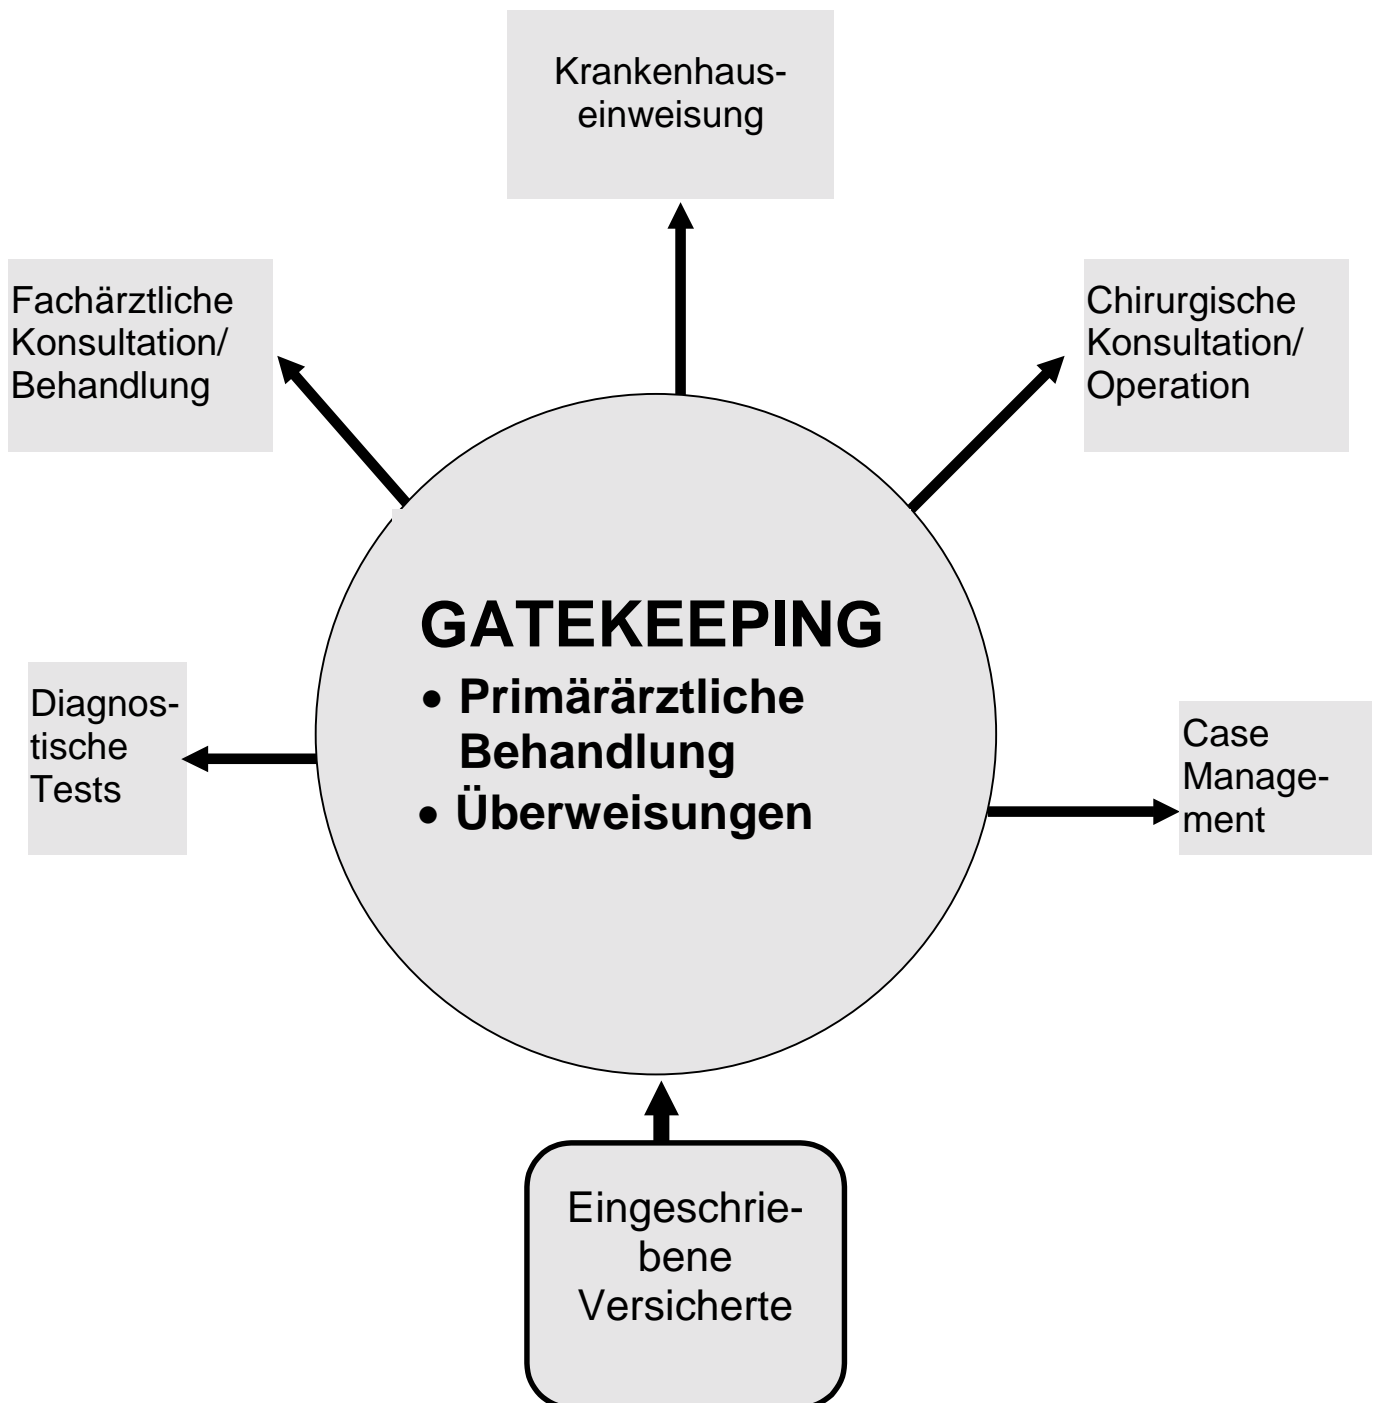 Krankenhaus-
einweisung
Fachärztliche
Konsultation/
Behandlung
Chirurgische
Konsultation/
Operation
GATEKEEPING
• Primärärztliche
Behandlung
• Überweisungen
Diagnos-
tische
Tests
Case
Manage-
ment
Eingeschrie-
bene
Versicherte